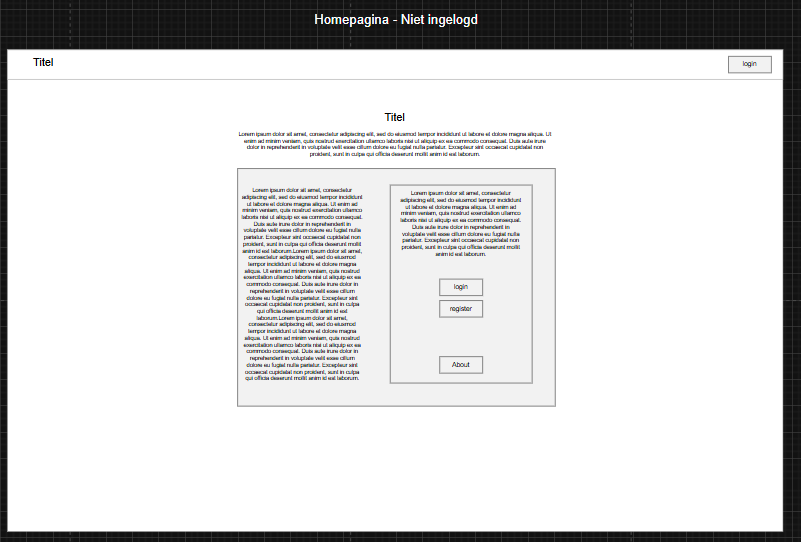 Homepagina - Niet ingelogd
Titel
login
Titel
Lorem ipsum dolor sit amet, consectetur adipiscing elit, sed do eiusmod tempor incididunt ut labore et dolore magna aliqua. Ut
enim ad minim veniam, quis nostrud exercitation ullamco laboris nisi ut aliquip ex ea commodo consequat. Duis aute irure
dolor in reprehenderit in voluptate velit esse cillum dolore eu fugiat nulla pariatur. Excepteur sint occaecat cupidatat non
proident, sunt in culpa qui officia deserunt mollit anim id est laborum.
Lorem ipsum dolor sit amet, consectetur
adipiscing elit, sed do eiusmod tempor incididunt
ut labore et dolore magna aliqua. Ut enim ad
minim veniam, quis nostrud exercitation ullamco
laboris nisi ut aliquip ex ea commodo consequat.
Duis aute irure dolor in reprehenderit in
voluptate velit esse cillum dolore eu fugiat nulla
pariatur. Excepteur sint occaecat cupidatat non
proident, sunt in culpa qui officia deserunt mollit
anim id est laborum.Lorem ipsum dolor sit amet,
consectetur adipiscing elit, sed do eiusmod
tempor incididunt ut labore et dolore magna
aliqua. Ut enim ad minim veniam, quis nostrud
exercitation ullamco laboris nisi ut aliquip ex ea
commodo consequat. Duis aute irure dolor in
reprehenderit in voluptate velit esse cillum
dolore eu fugiat nulla pariatur. Excepteur sint
occaecat cupidatat non proident, sunt in culpa
qui officia deserunt mollit anim id est
laborum.Lorem ipsum dolor sit amet,
consectetur adipiscing elit, sed do eiusmod
tempor incididunt ut labore et dolore magna
aliqua. Ut enim ad minim veniam, quis nostrud
exercitation ullamco laboris nisi ut aliquip ex ea
commodo consequat. Duis aute irure dolor in
reprehenderit in voluptate velit esse cillum
dolore eu fugiat nulla pariatur. Excepteur sint
occaecat cupidatat non proident, sunt in culpa
qui officia deserunt mollit anim id est laborum.
Lorem ipsum dolor sit amet, consectetur
adipiscing elit, sed do eiusmod tempor incididunt
ut labore et dolore magna aliqua. Ut enim ad
minim veniam, quis nostrud exercitation ullamco
laboris nisi ut aliquip ex ea commodo consequat.
Duis aute irure dolor in reprehenderit in
voluptate velit esse cillum dolore eu fugiat nulla
pariatur. Excepteur sint occaecat cupidatat non
proident, sunt in culpa qui officia deserunt mollit
anim id est laborum.
login
register
About